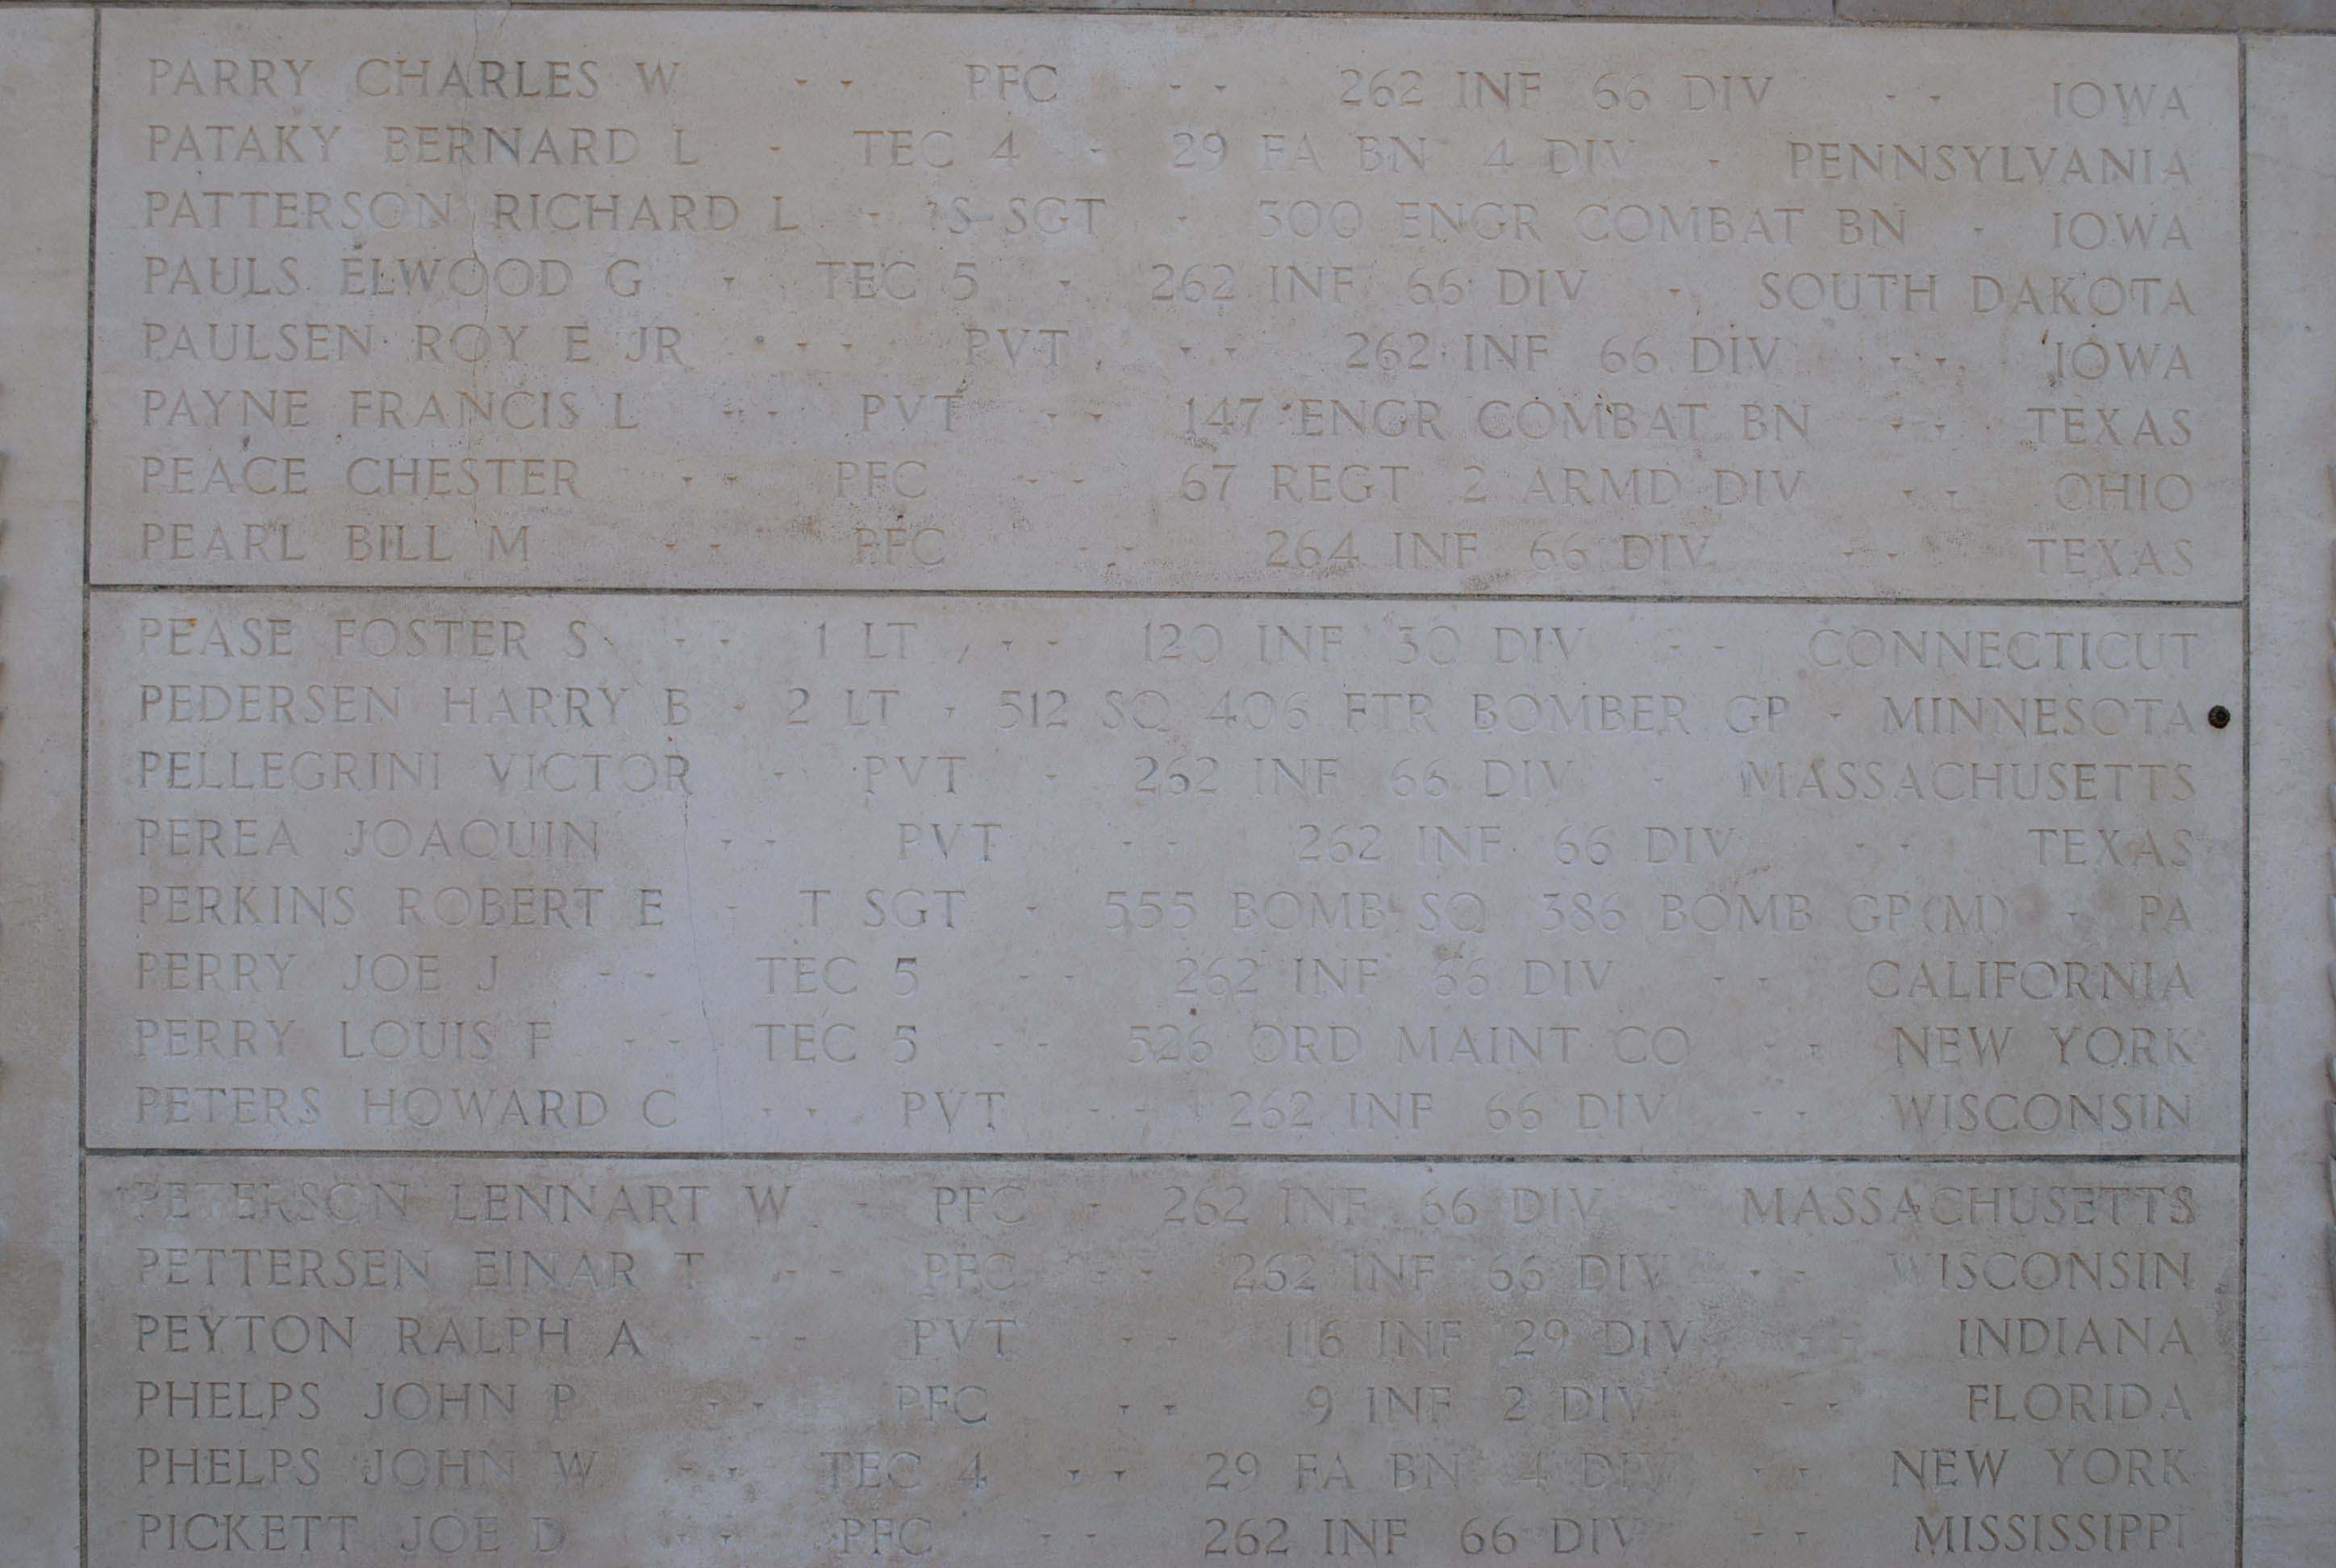 PARRY CHARLES W - - PFC - - 262 INF 66 DIV - - IOWA
PATAKY BERNARD L - TEC 4 - 29 FA BN 4 DIV - PENNSYLVANIA
PATTERSON RICHARD L - S-SGT - 300 ENGR COMBAT BN - IOWA
PAULS ELWOOD G - TEC 5 - 262 INF 66 DIV - SOUTH DAKOTA
PAULSEN ROY E JR - - PVT - - 262 INF 66 DIV - - IOWA
PAYNE FRANCIS L - - PVT - - 147 ENGR COMBAT BN - - TEXAS
PEACE CHESTER - - PFC - - 67 REGT 2 ARMD DIV - - OHIO
PEARL BILL M - - PFC - - 264 INF 66 DIV - - TEXAS
PEASE FOSTER S - - 1 LT - - 120 INF 30 DIV - - CONNECTICUT
PEDERSEN HARRY B - 2 LT - 512 SQ 406 FTR BOMBER GP - MINNESOTA
PELLEGRINI VICTOR - PVT - 262 INF 66 DIV - MASSACHUSETTS
PEREA JOAQUIN - - PVT - - 262 INF 66 DIV - - TEXAS
PERKINS ROBERT E - T SGT - 555 BOMB SQ 386 BOMB GP(M) - PA
PERRY JOE J - - TEC 5 - - 262 INF 66 DIV - - CALIFORNIA
PERRY LOUIS F - - TEC 5 - - 526 ORD MAINT CO - - NEW YORK
PETERS HOWARD C - - PVT - - 262 INF 66 DIV - - WISCONSIN
PETERSON LENNART W - PFC - 262 INF 66 DIV - MASSACHUSETTS
PETTERSEN EINAR T - - PFC - - 262 INF 66 DIV - - WISCONSIN
PEYTON RALPH A - - PVT - - 116 INF 29 DIV - - INDIANA
PHELPS JOHN P - - PFC - - 9 INF 2 DIV - - FLORIDA
PHELPS JOHN W - - TEC 4 - - 29 FA BN 4 DIV - - NEW YORK
PICKETT JOE D - - PFC - - 262 INF 66 DIV - - MISSISSIPPI